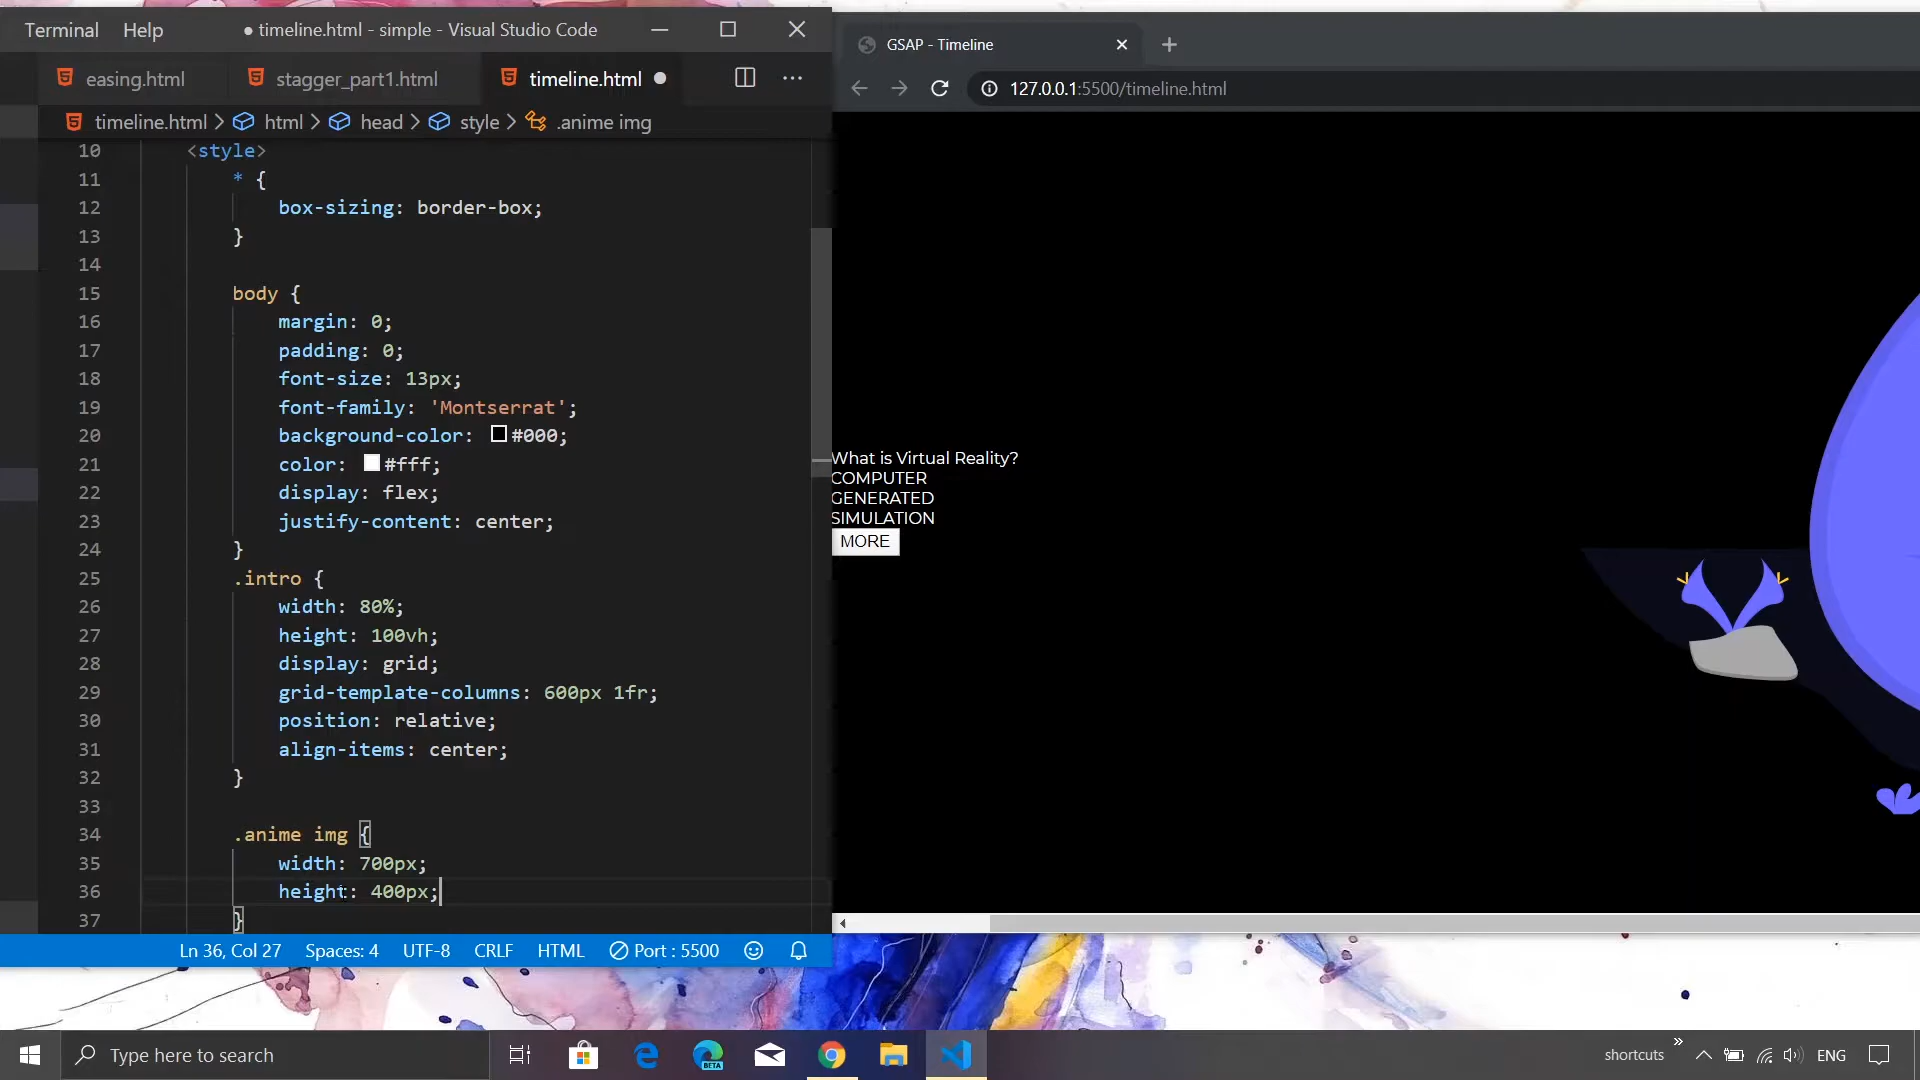 Terminal Help ● timeline.html - simple - Visual Studio Code
easing.html stagger_part1.html timeline.html ●
timeline.html > html > head > style > .anime img
10 <style>
11 * {
12 box-sizing: border-box;
13 }
14
15 body {
16 margin: 0;
17 padding: 0;
18 font-size: 13px;
19 font-family: 'Montserrat';
20 background-color: #000;
21 color: #fff;
22 display: flex;
23 justify-content: center;
24 }
25 .intro {
26 width: 80%;
27 height: 100vh;
28 display: grid;
29 grid-template-columns: 600px 1fr;
30 position: relative;
31 align-items: center;
32 }
33
34 .anime img {
35 width: 700px;
36 height: 400px;
37 }
Ln 36, Col 27 Spaces: 4 UTF-8 CRLF HTML Port : 5500
GSAP - Timeline
127.0.0.1:5500/timeline.html
What is Virtual Reality?
COMPUTER
GENERATED
SIMULATION
MORE
Type here to search
BETA
shortcuts
ENG